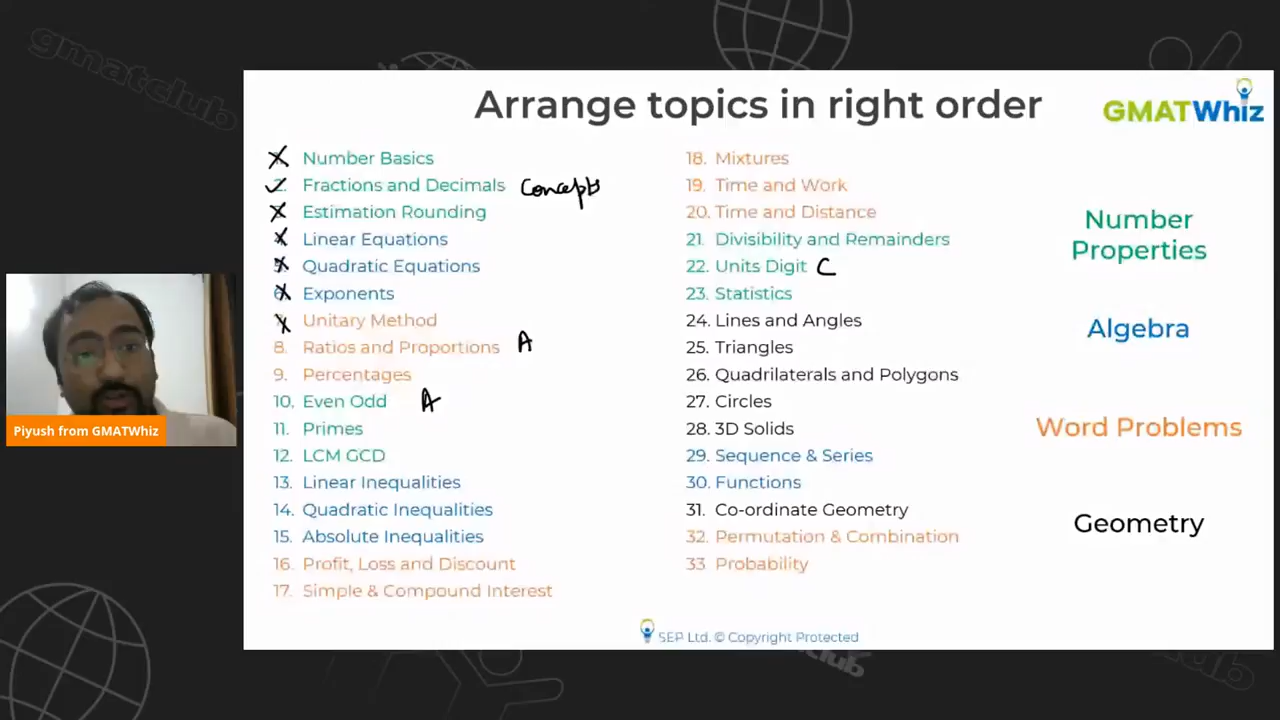 gmatclub
Arrange topics in right order
GMATWhiz
Number Basics
2. Fractions and Decimals Concepts
Estimation Rounding
4. Linear Equations
5. Quadratic Equations
6. Exponents
7. Unitary Method
8. Ratios and Proportions A
9. Percentages
10. Even Odd A
11. Primes
12. LCM GCD
13. Linear Inequalities
14. Quadratic Inequalities
15. Absolute Inequalities
16. Profit, Loss and Discount
17. Simple & Compound Interest
18. Mixtures
19. Time and Work
20. Time and Distance
21. Divisibility and Remainders
22. Units Digit C
23. Statistics
24. Lines and Angles
25. Triangles
26. Quadrilaterals and Polygons
27. Circles
28. 3D Solids
29. Sequence & Series
30. Functions
31. Co-ordinate Geometry
32. Permutation & Combination
33. Probability
Number
Properties
Algebra
Word Problems
Geometry
Piyush from GMATWhiz
SEP Ltd. © Copyright Protected